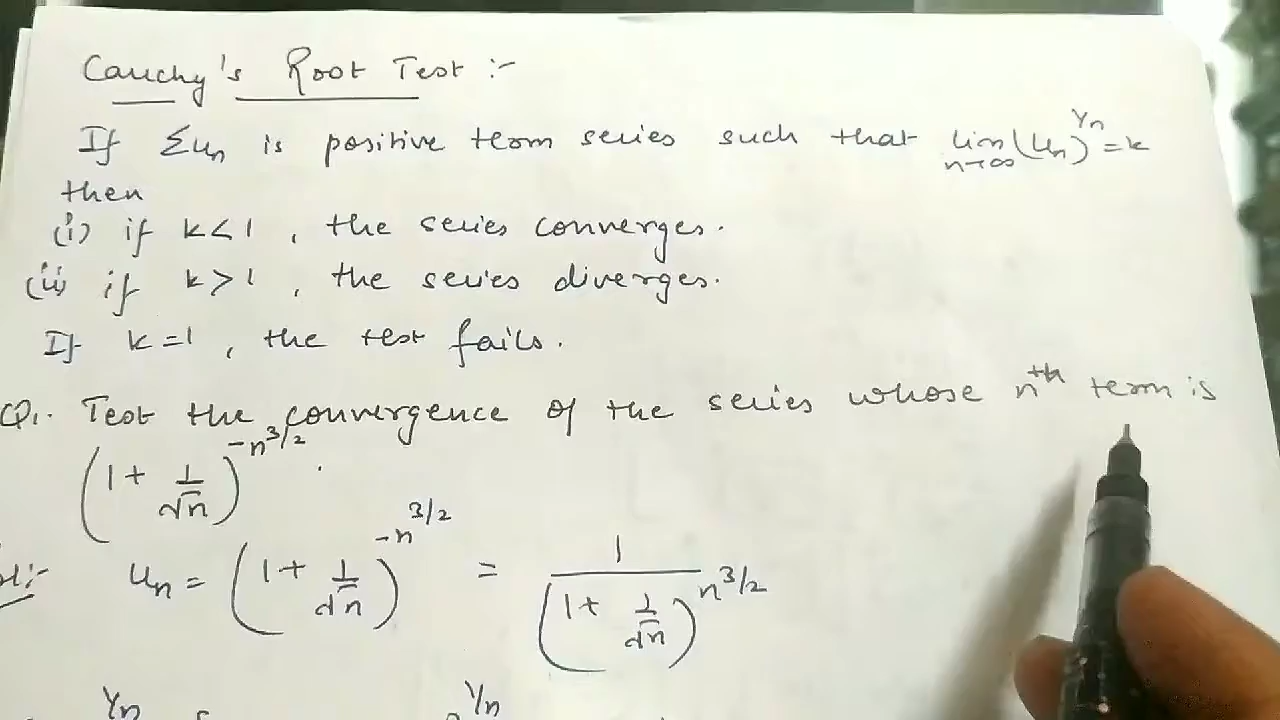 Cauchy's Root Test :-
If Σuₙ is positive term series such that lim n→∞ (uₙ)^1/n = k
then
(i) if k < 1 , the series converges.
(ii) if k > 1 , the series diverges.
If k = 1 , the test fails.
Q1. Test the convergence of the series whose nth term is
(1 + 1/√n)^-n^3/2 .
uₙ = (1 + 1/√n)^-n^3/2 = 1/(1 + 1/√n)^n^3/2
1/n 1/n